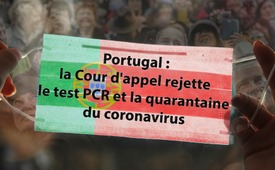 Portugal :
la Cour d'appel rejette
le test PCR et la quarantaine
du coronavirus